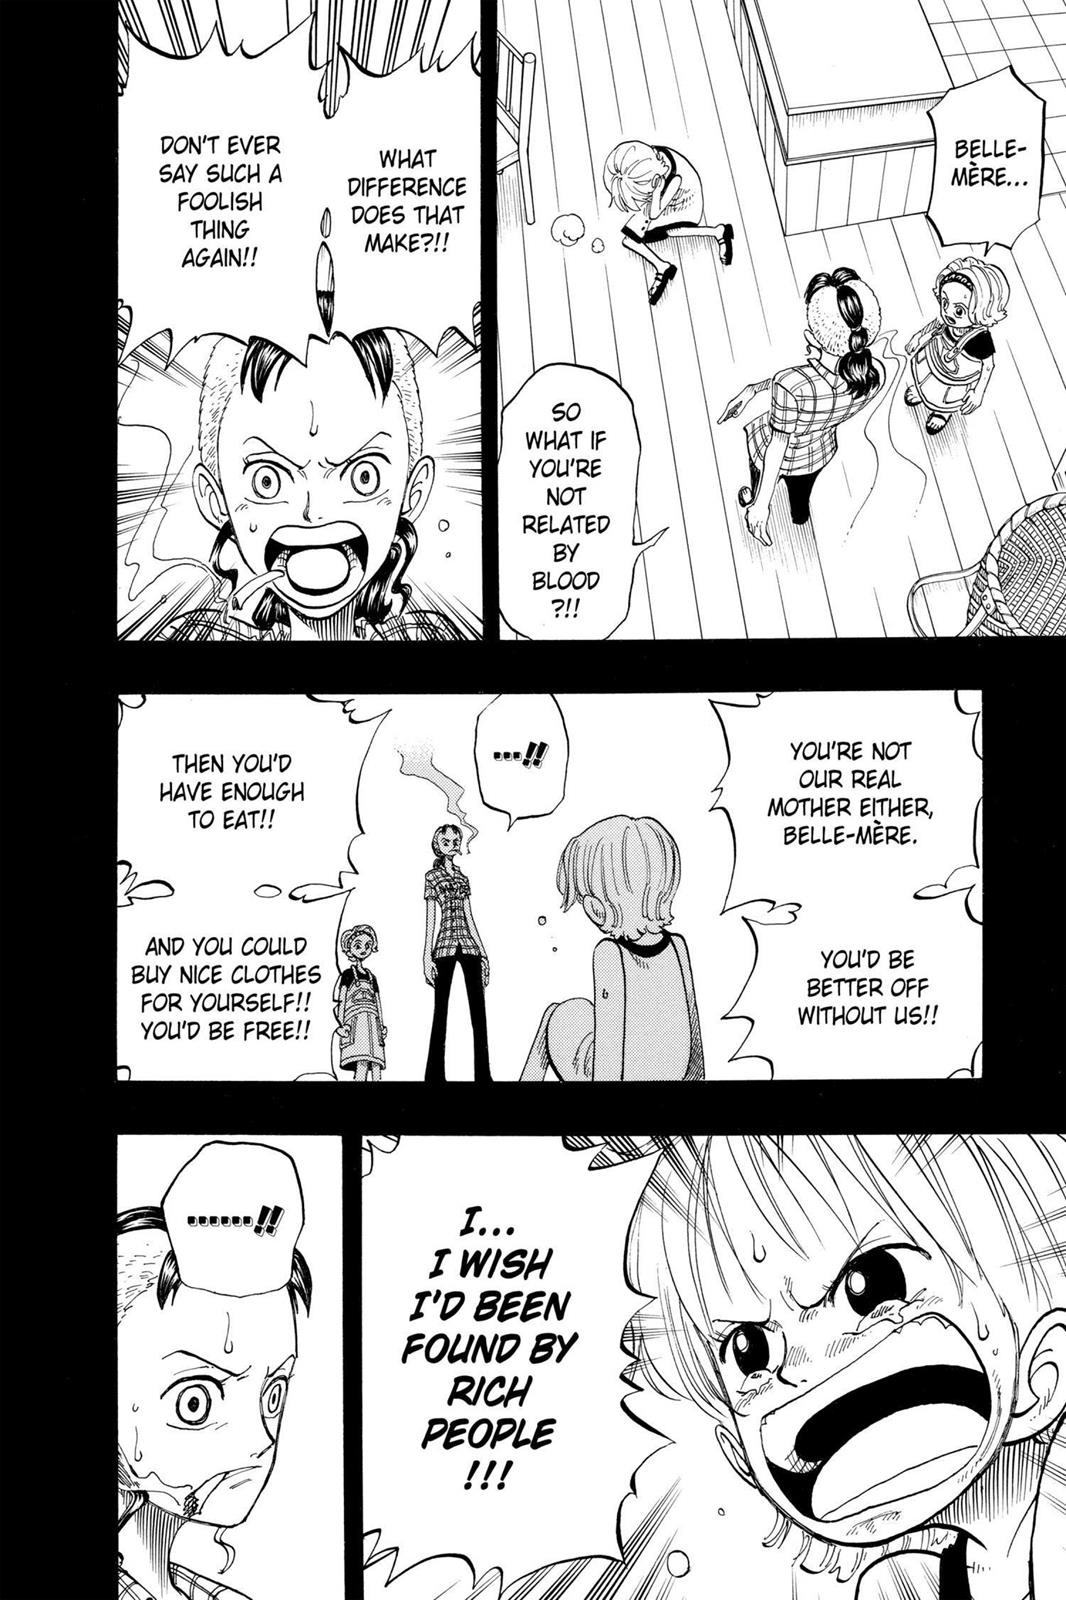 BELLE-
MÈRE...
SO
WHAT IF
YOU'RE
NOT
RELATED
BY
BLOOD
?!!
WHAT
DIFFERENCE
DOES THAT
MAKE?!!
DON'T EVER
SAY SUCH A
FOOLISH
THING
AGAIN!!
YOU'RE NOT
OUR REAL
MOTHER EITHER,
BELLE-MÈRE.
YOU'D BE
BETTER OFF
WITHOUT US!!
....!!
THEN YOU'D
HAVE ENOUGH
TO EAT!!
AND YOU COULD
BUY NICE CLOTHES
FOR YOURSELF!!
YOU'D BE FREE!!
I...
I WISH
I'D BEEN
FOUND BY
RICH
PEOPLE
!!!
......!!